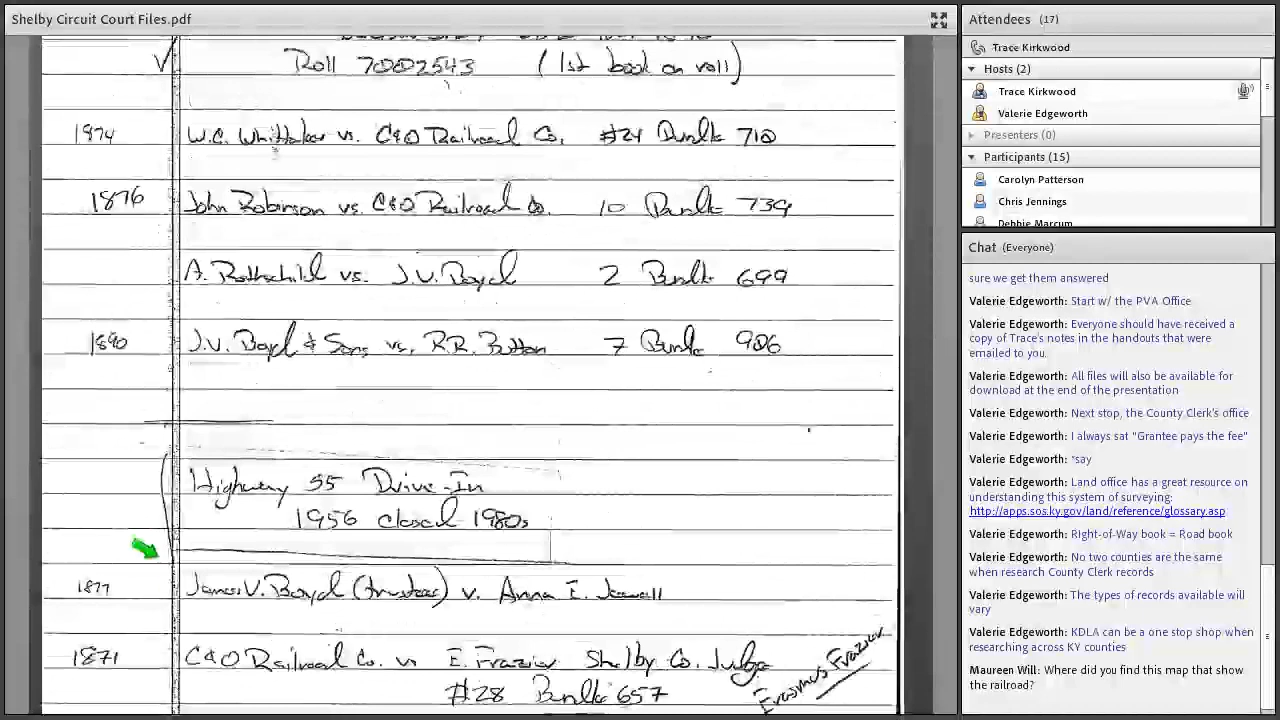 Shelby Circuit Court Files.pdf
Roll 7002543 (1st book on roll)
1874 W.C. Whittaker vs. C&O Railroad Co. #24 Bundle 710
1876 John Robinson vs. C&O Railroad Co. 10 Bundle 739
A. Rothschild vs. J.V. Boyd 2 Bundle 699
1890 J.V. Boyd & Sons vs. R.R. Button 7 Bundle 906
Highway 55 Drive-In
1956 closed 1980s
1877 James V. Boyd (trustee) v. Anna E. Jewell
1871 C&O Railroad Co. vs E. Frazier Shelby Co. Judge
#28 Bundle 657
Erasmus Frazier
Attendees (17)
Trace Kirkwood
Hosts (2)
Trace Kirkwood
Valerie Edgeworth
Presenters (0)
Participants (15)
Carolyn Patterson
Chris Jennings
Debbie Marcum
Chat (Everyone)
sure we get them answered
Valerie Edgeworth: Start w/ the PVA Office
Valerie Edgeworth: Everyone should have received a
copy of Trace's notes in the handouts that were
emailed to you.
Valerie Edgeworth: All files will also be available for
download at the end of the presentation
Valerie Edgeworth: Next stop, the County Clerk's office
Valerie Edgeworth: I always sat "Grantee pays the fee"
Valerie Edgeworth: *say
Valerie Edgeworth: Land office has a great resource on
understanding this system of surveying:
http://apps.sos.ky.gov/land/reference/glossary.asp
Valerie Edgeworth: Right-of-Way book = Road book
Valerie Edgeworth: No two counties are the same
when research County Clerk records
Valerie Edgeworth: The types of records available will
vary
Valerie Edgeworth: KDLA can be a one stop shop when
researching across KY counties
Maureen Will: Where did you find this map that show
the railroad?